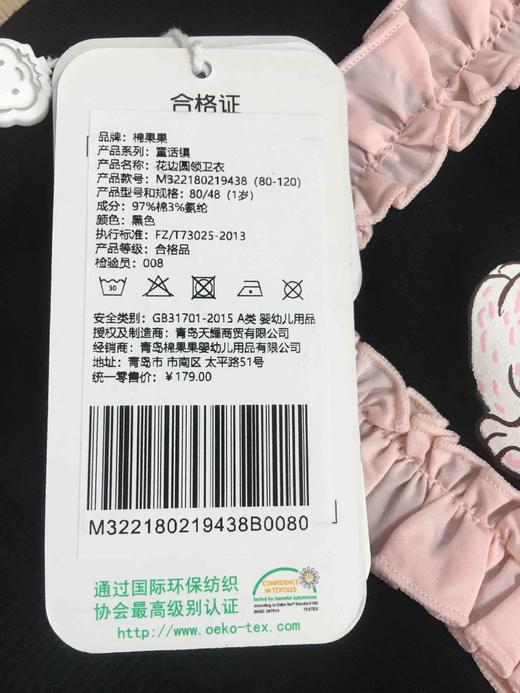 合格证
品牌: 棉果果
产品系列: 童话镇
产品名称: 花边圆领卫衣
产品款号: M322180219438 (80-120)
产品型号和规格: 80/48 (1岁)
成分: 97%棉3%氨纶
颜色: 黑色
执行标准: FZ/T73025-2013
产品等级: 合格品
检验员: 008
30
安全类别: GB31701-2015 A类 婴幼儿用品
授权及制造商: 青岛天耀商贸有限公司
经销商: 青岛棉果果婴幼儿用品有限公司
地址: 青岛市 市南区 太平路51号
统一零售价: ¥179.00
M322180219438B0080
通过国际环保纺织
协会最高级别认证
http://www.oeko-tex.com
CONFIDENCE
IN TEXTILES
Tested for harmful substances
according to Oeko-Tex® Standard 100
TESTEX